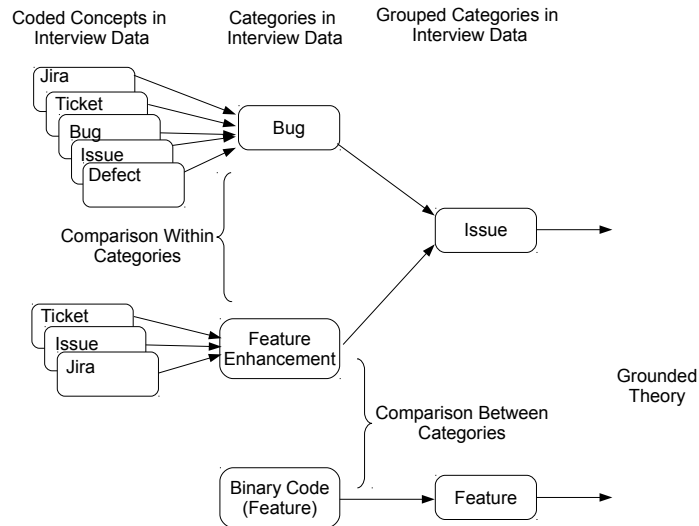 Coded Concepts in
Interview Data
Categories in
Interview Data
Grouped Categories in
Interview Data
Jira
Ticket
Bug
Issue
Defect
Bug
Comparison Within
Categories
Issue
Ticket
Issue
Jira
Feature
Enhancement
Grounded
Theory
Comparison Between
Categories
Binary Code
(Feature)
Feature